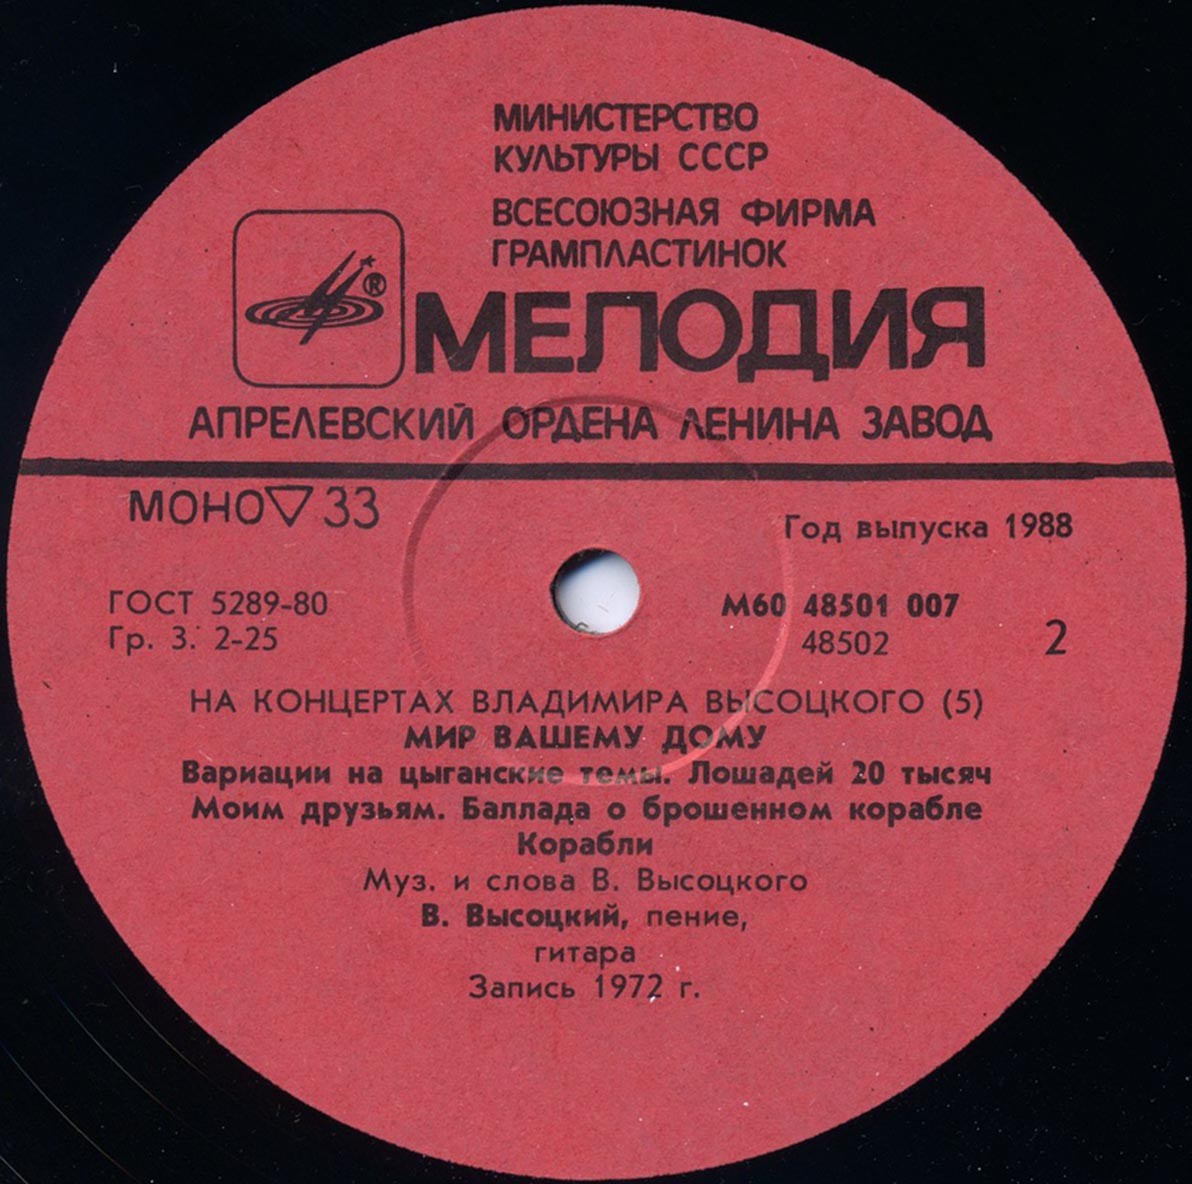 МИНИСТЕРСТВО
КУЛЬТУРЫ СССР
ВСЕСОЮЗНАЯ ФИРМА
ГРАМПЛАСТИНОК
®
МЕЛОДИЯ
АПРЕЛЕВСКИЙ ОРДЕНА ЛЕНИНА ЗАВОД
МОНО ▽ 33
Год выпуска 1988
ГОСТ 5289-80
Гр. 3. 2-25
М60 48501 007
48502
2
НА КОНЦЕРТАХ ВЛАДИМИРА ВЫСОЦКОГО (5)
МИР ВАШЕМУ ДОМУ
Вариации на цыганские темы. Лошадей 20 тысяч
Моим друзьям. Баллада о брошенном корабле
Корабли
Муз. и слова В. Высоцкого
В. Высоцкий, пение,
гитара
Запись 1972 г.